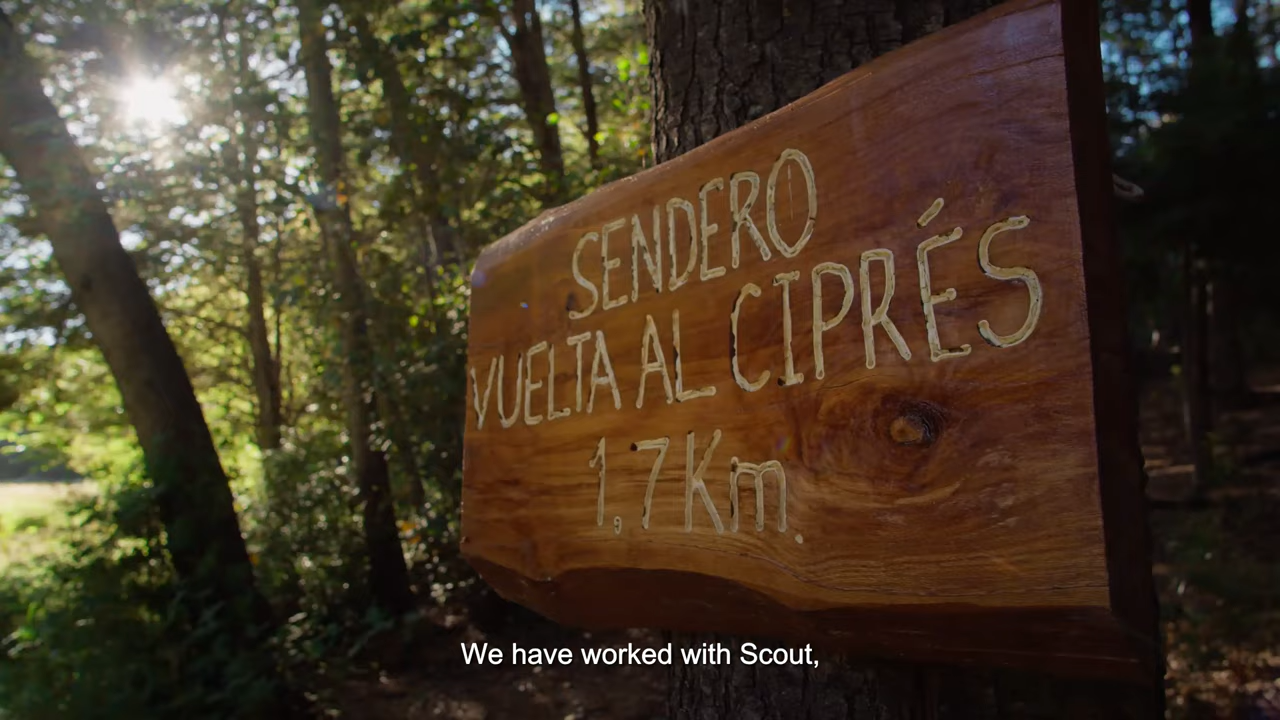 SENDERO
VUELTA AL CIPRÉS
1,7 Km.
We have worked with Scout,